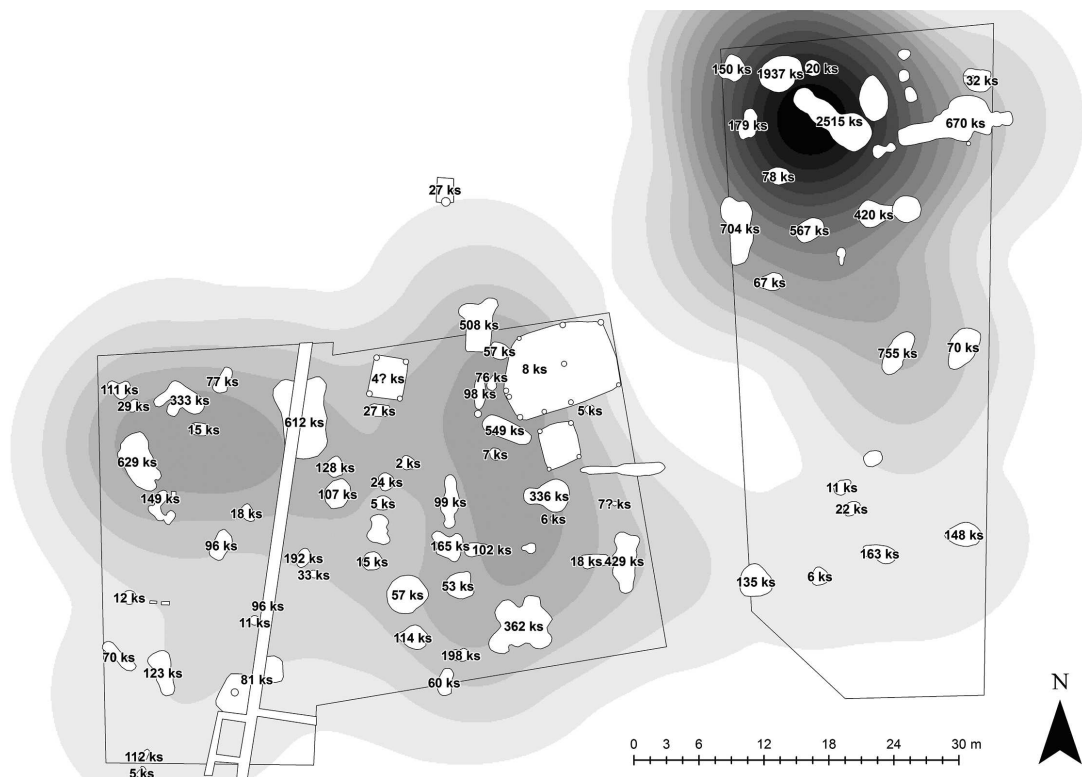 150 ks
1937 ks
20 ks
32 ks
179 ks
2515 ks
670 ks
78 ks
27 ks
704 ks
567 ks
420 ks
67 ks
508 ks
57 ks
755 ks
70 ks
8 ks
77 ks
4? ks
76 ks
111 ks
333 ks
98 ks
29 ks
27 ks
5 ks
612 ks
15 ks
549 ks
7 ks
629 ks
128 ks
2 ks
24 ks
107 ks
149 ks
5 ks
99 ks
336 ks
7? ks
11 ks
18 ks
6 ks
22 ks
96 ks
192 ks
15 ks
165 ks
102 ks
18 ks
429 ks
148 ks
33 ks
163 ks
12 ks
96 ks
57 ks
53 ks
135 ks
6 ks
11 ks
114 ks
362 ks
70 ks
123 ks
198 ks
81 ks
60 ks
N
112 ks
5 ks
0 3 6 12 18 24 30 m